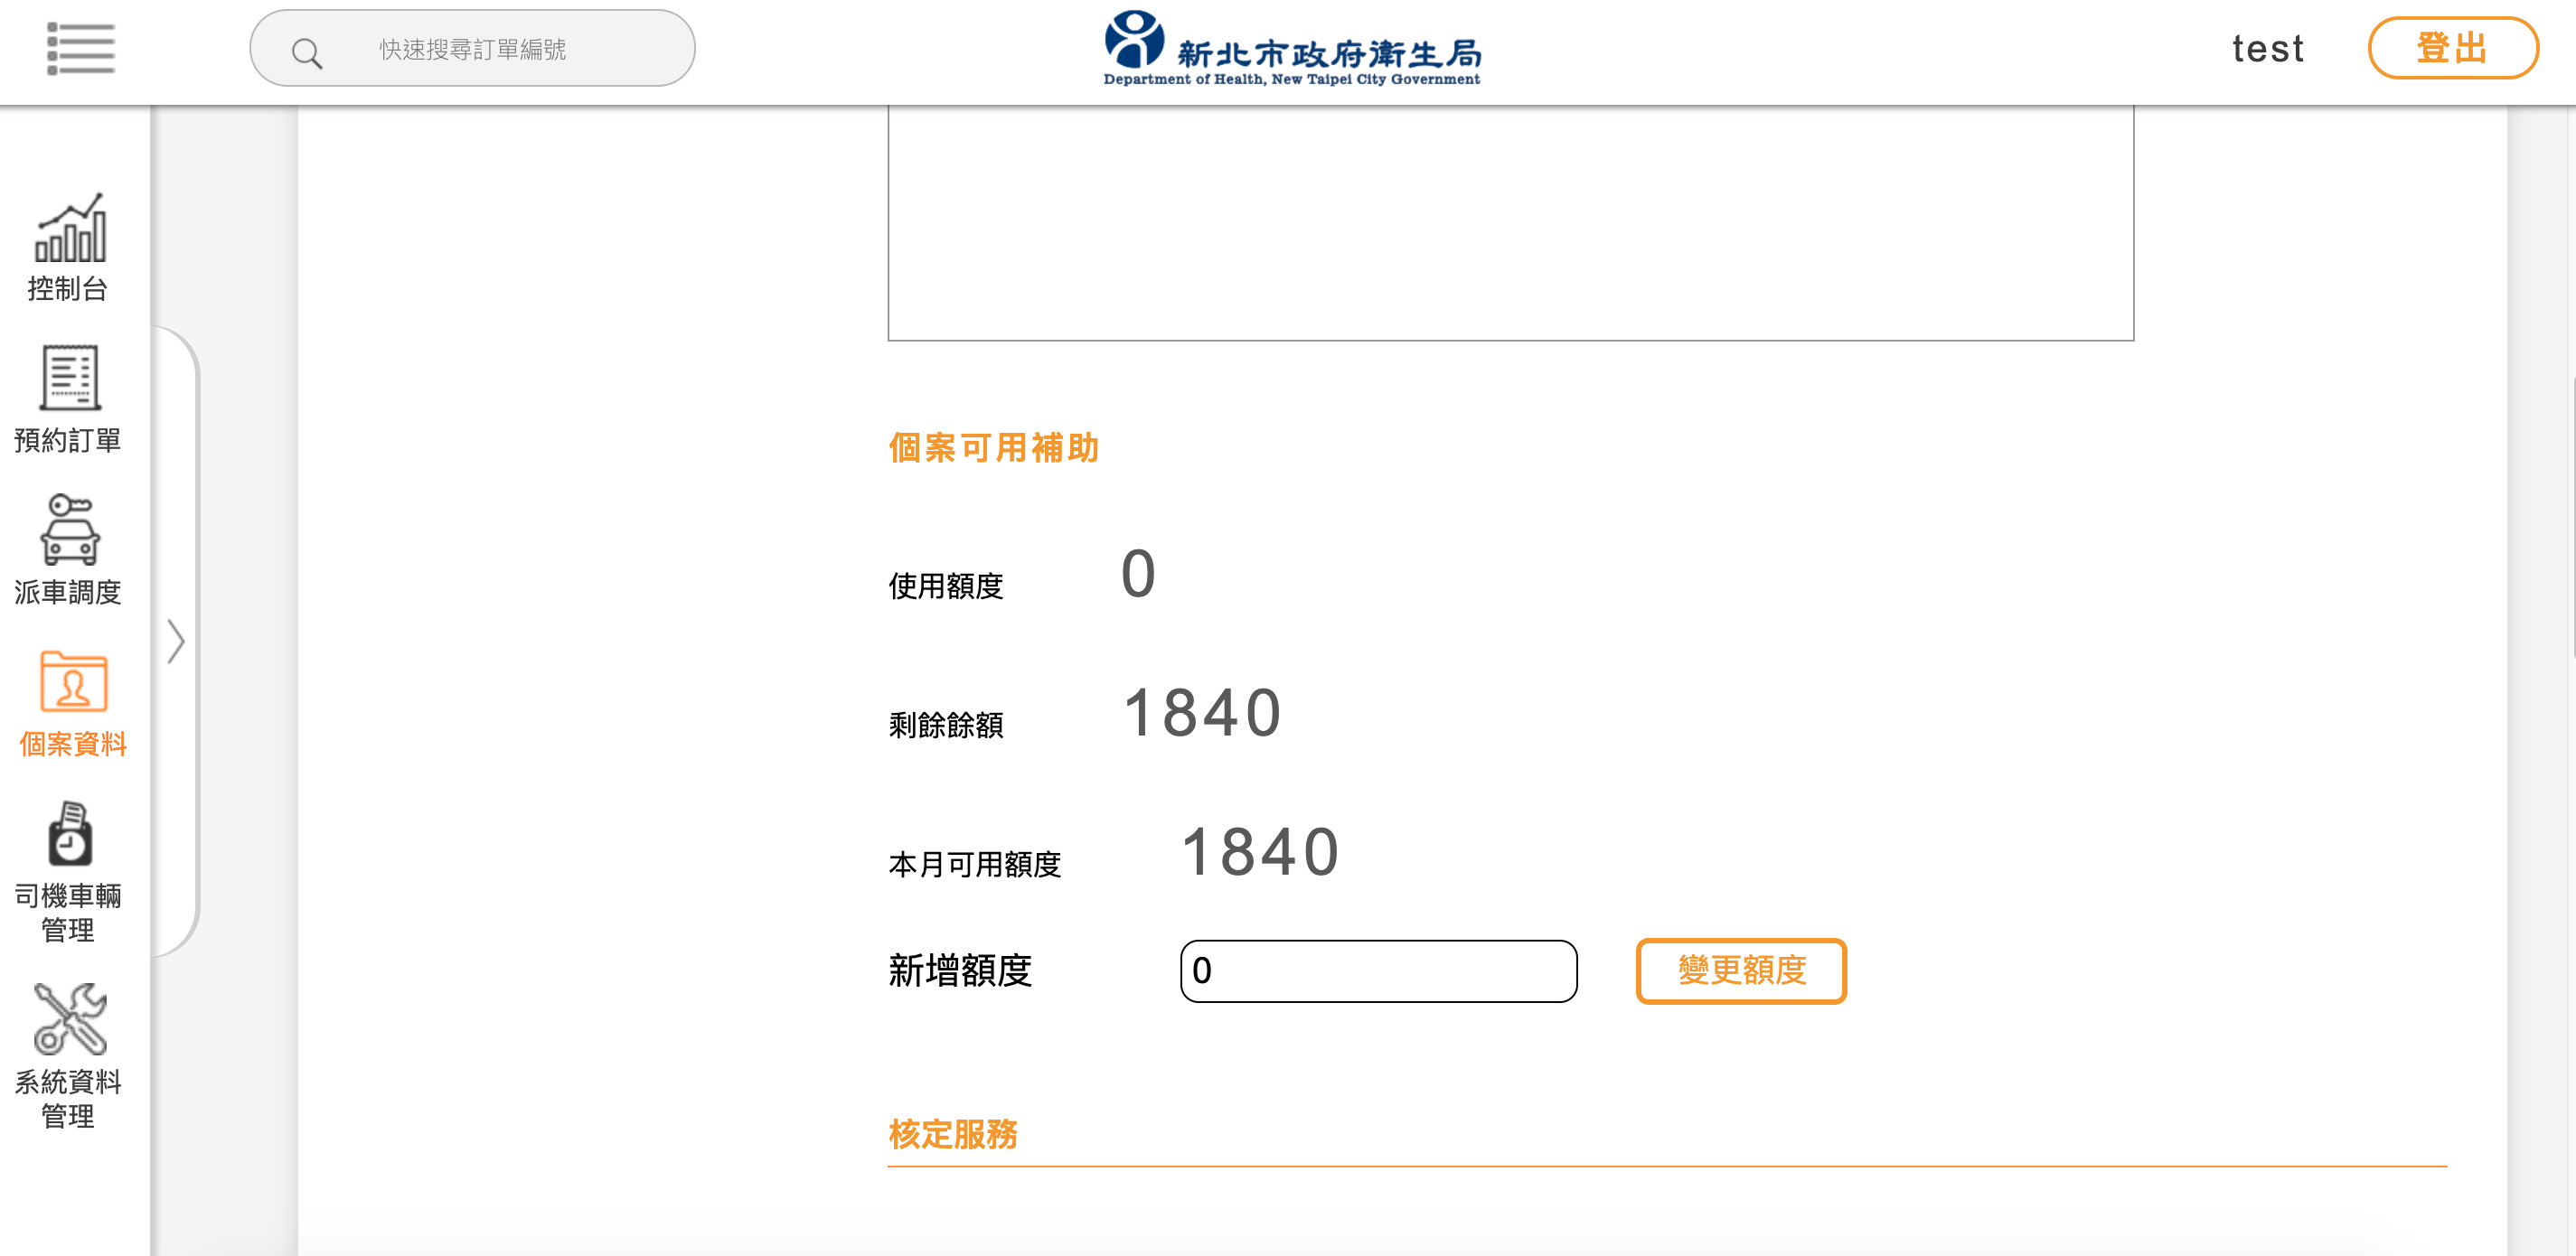 快速搜尋訂單編號
新北市政府衛生局
Department of Health, New Taipei City Government
test
登出
控制台
預約訂單
派車調度
個案資料
司機車輛
管理
系統資料
管理
個案可用補助
使用額度 0
剩餘餘額 1840
本月可用額度 1840
新增額度 0 變更額度
核定服務